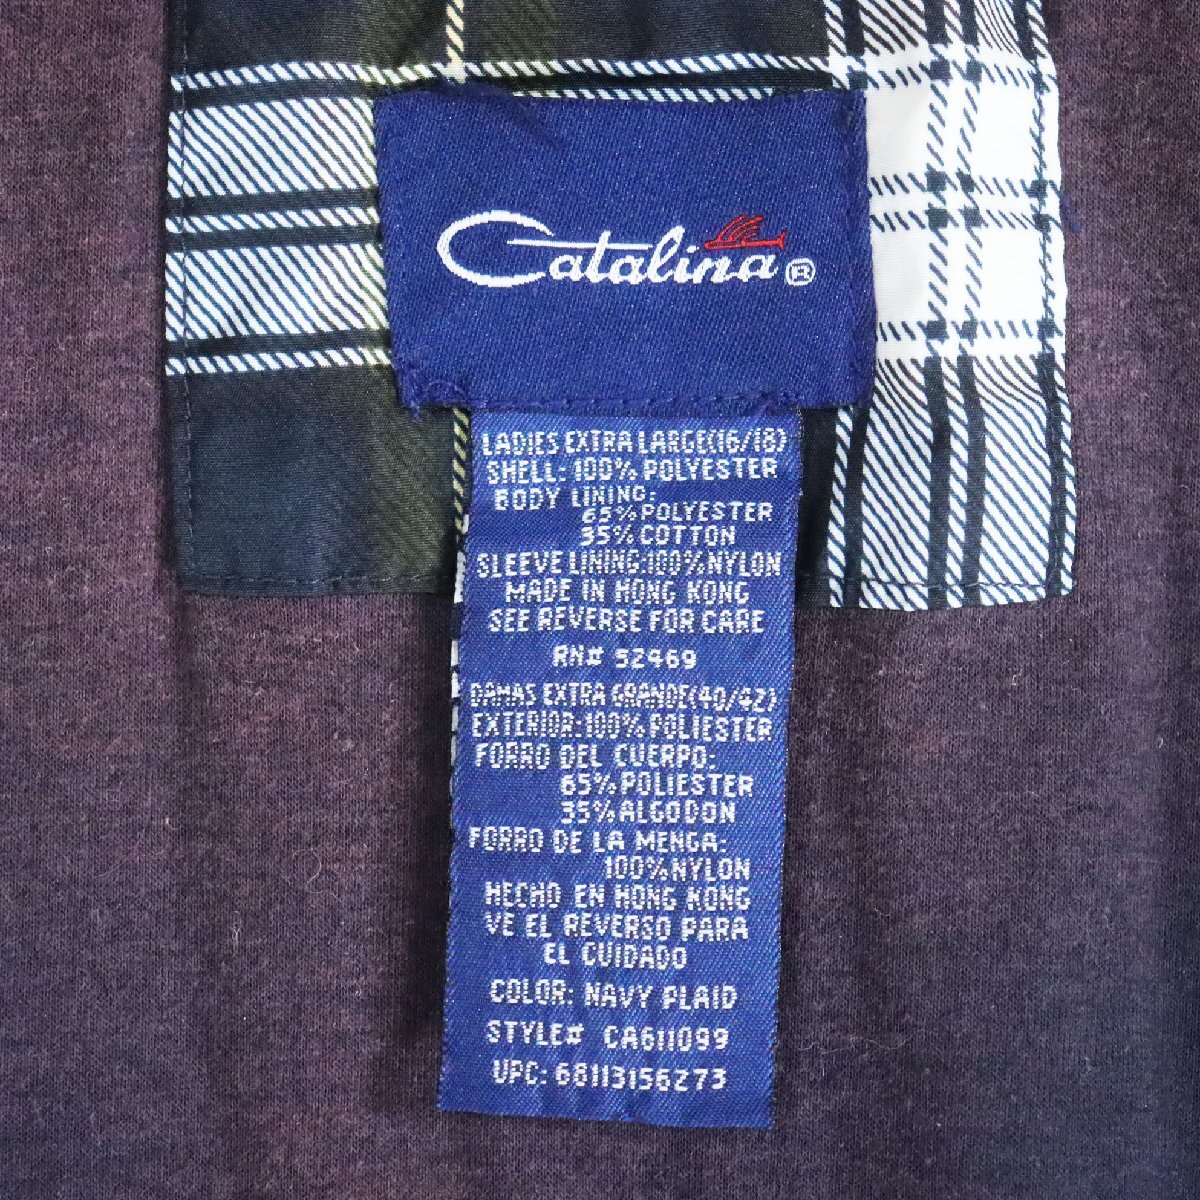 Catalina ®
LADIES EXTRA LARGE(16/18)
SHELL: 100% POLYESTER
BODY LINING:
65% POLYESTER
35% COTTON
SLEEVE LINING:100% NYLON
MADE IN HONG KONG
SEE REVERSE FOR CARE
RN# 52469
DAMAS EXTRA GRANDE(40/42)
EXTERIOR:100% POLIESTER
FORRO DEL CUERPO:
65% POLIESTER
35% ALGODON
FORRO DE LA MENGA:
100% NYLON
HECHO EN HONG KONG
VE EL REVERSO PARA
EL CUIDADO
COLOR: NAVY PLAID
STYLE# CA611099
UPC: 68113156273